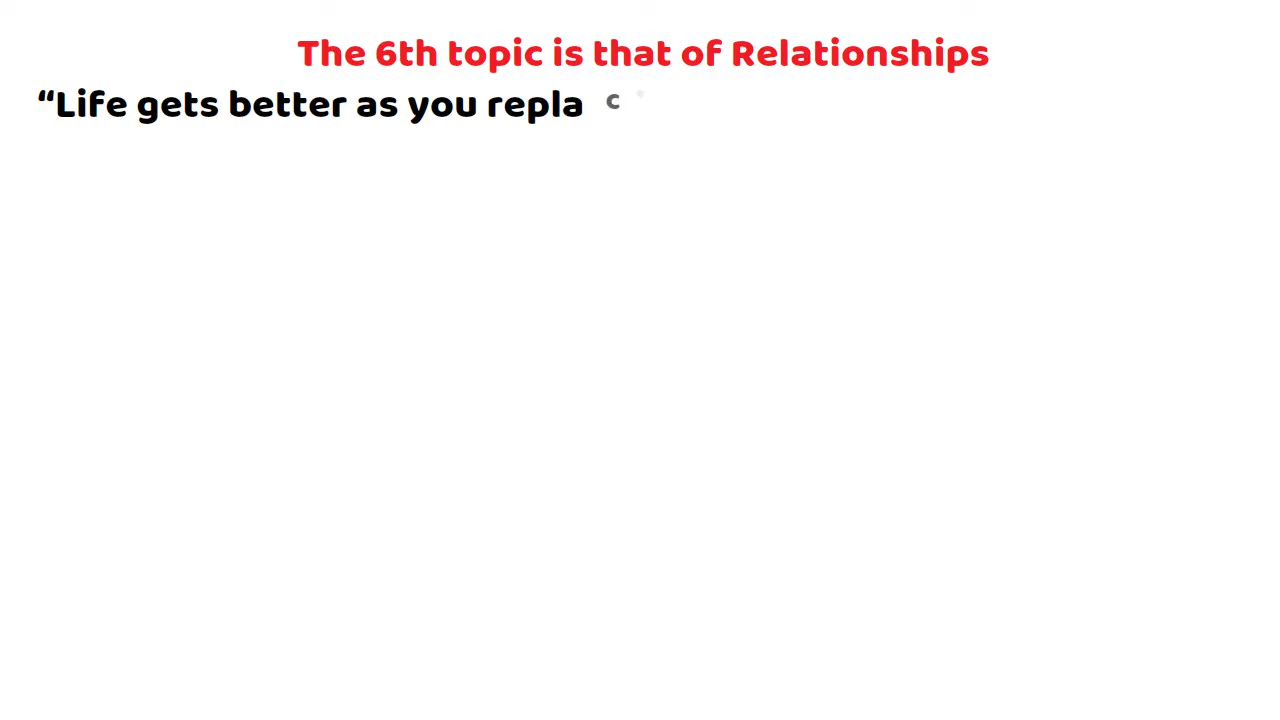 The 6th topic is that of Relationships
“Life gets better as you repla c